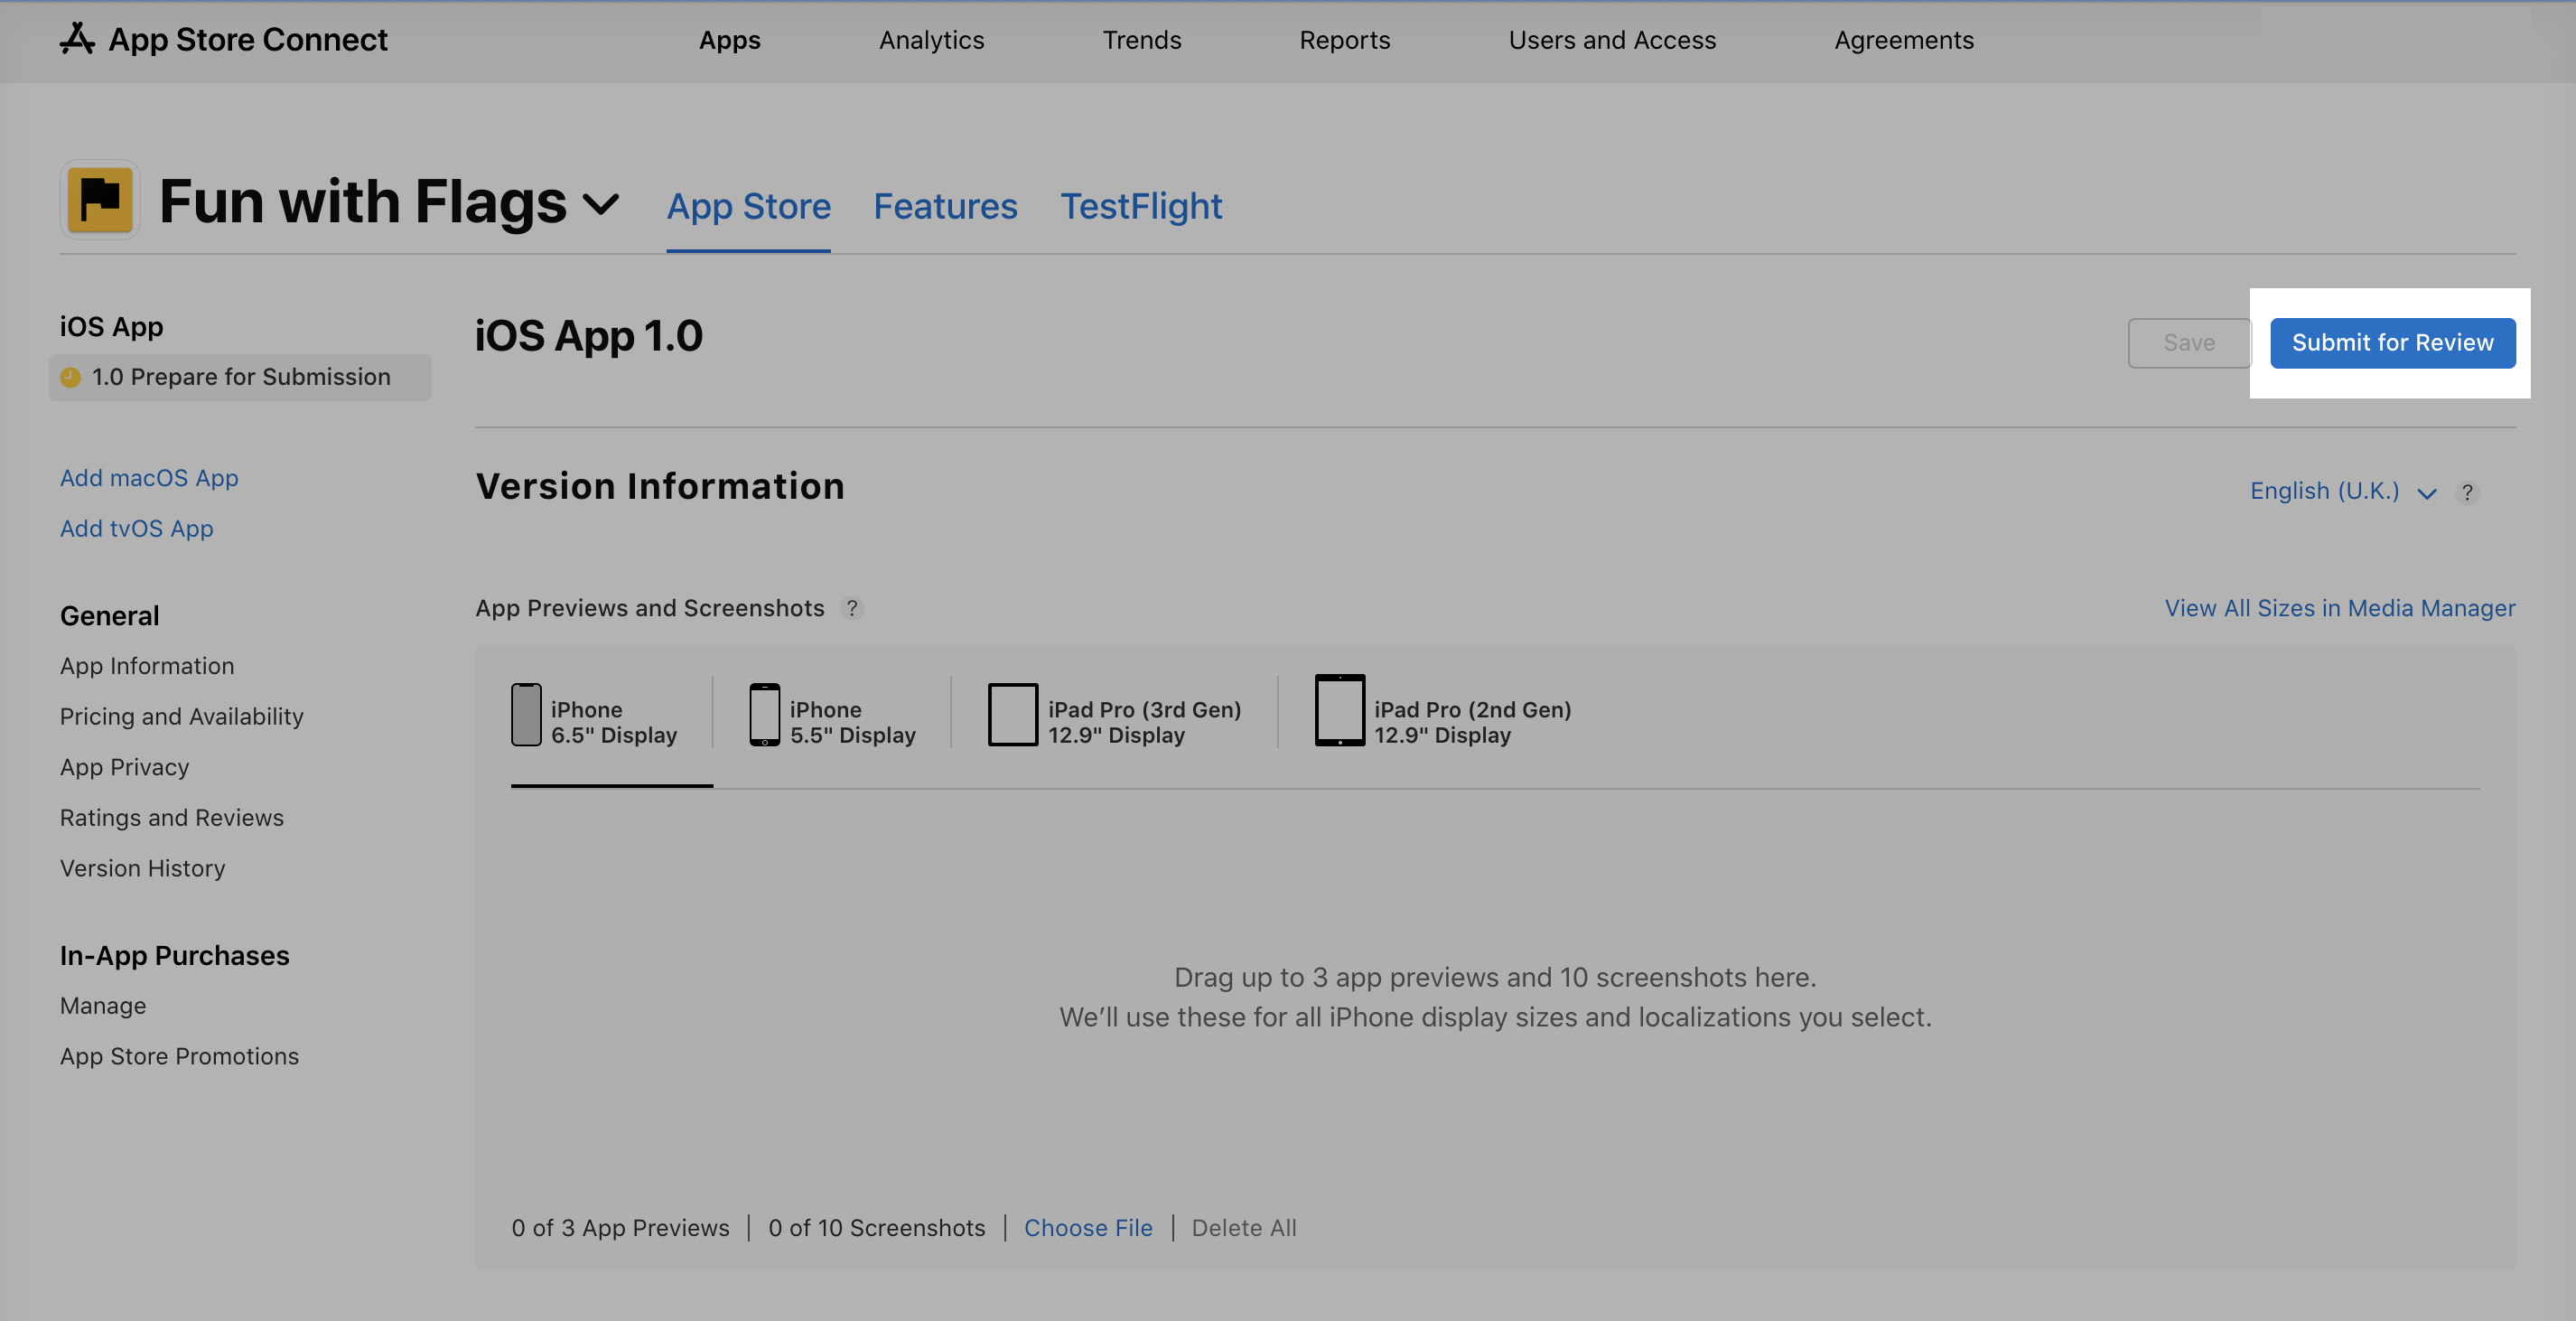 App Store Connect
Apps
Analytics
Trends
Reports
Users and Access
Agreements
Fun with Flags
App Store
Features
TestFlight
iOS App
1.0 Prepare for Submission
Add macOS App
Add tvOS App
General
App Information
Pricing and Availability
App Privacy
Ratings and Reviews
Version History
In-App Purchases
Manage
App Store Promotions
iOS App 1.0
Save
Submit for Review
Version Information
English (U.K.)
?
App Previews and Screenshots
?
View All Sizes in Media Manager
iPhone
6.5" Display
iPhone
5.5" Display
iPad Pro (3rd Gen)
12.9" Display
iPad Pro (2nd Gen)
12.9" Display
Drag up to 3 app previews and 10 screenshots here.
We’ll use these for all iPhone display sizes and localizations you select.
0 of 3 App Previews
0 of 10 Screenshots
Choose File
Delete All